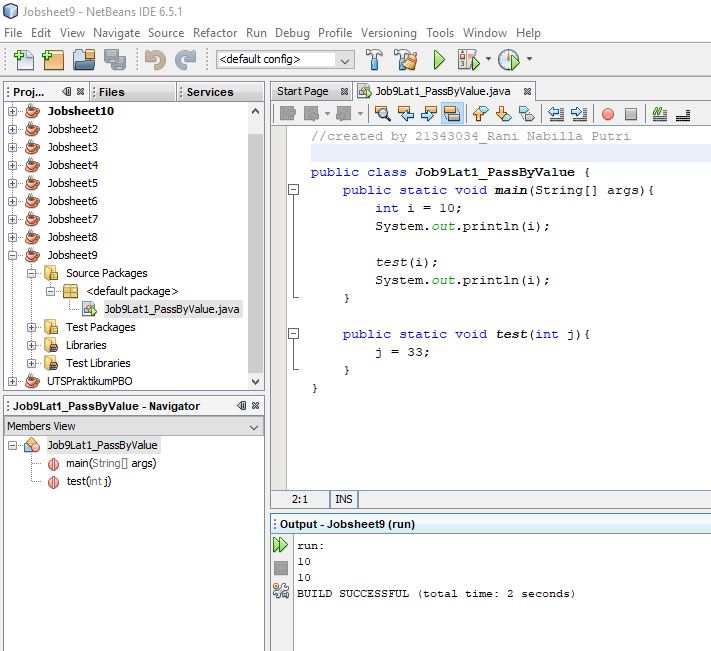 Jobsheet9 - NetBeans IDE 6.5.1
File Edit View Navigate Source Refactor Run Debug Profile Versioning Tools Window Help
<default config>
Proj... Files Services
Jobsheet10
Jobsheet2
Jobsheet3
Jobsheet4
Jobsheet5
Jobsheet6
Jobsheet7
Jobsheet8
Jobsheet9
Source Packages
<default package>
Job9Lat1_PassByValue.java
Test Packages
Libraries
Test Libraries
UTSPraktikumPBO
Job9Lat1_PassByValue - Navigator
Members View
Job9Lat1_PassByValue
main(String[] args)
test(int j)
Start Page Job9Lat1_PassByValue.java
//created by 21343034_Rani Nabilla Putri
public class Job9Lat1_PassByValue {
public static void main(String[] args){
int i = 10;
System.out.println(i);
test(i);
System.out.println(i);
}
public static void test(int j){
j = 33;
}
}
2:1 INS
Output - Jobsheet9 (run)
run:
10
10
BUILD SUCCESSFUL (total time: 2 seconds)